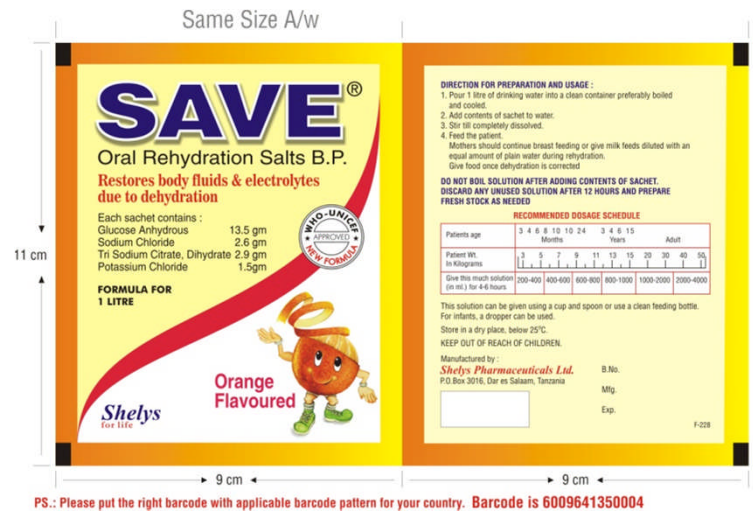 Same Size A/w
SAVE®
Oral Rehydration Salts B.P.
Restores body fluids & electrolytes
due to dehydration
Each sachet contains :
Glucose Anhydrous 13.5 gm
Sodium Chloride 2.6 gm
Tri Sodium Citrate, Dihydrate 2.9 gm
Potassium Chloride 1.5gm
WHO-UNICEF
APPROVED
NEW FORMULA
FORMULA FOR
1 LITRE
Orange
Flavoured
Shelys
for life
11 cm
9 cm
DIRECTION FOR PREPARATION AND USAGE :
1. Pour 1 litre of drinking water into a clean container preferably boiled
and cooled.
2. Add contents of sachet to water.
3. Stir till completely dissolved.
4. Feed the patient.
Mothers should continue breast feeding or give milk feeds diluted with an
equal amount of plain water during rehydration.
Give food once dehydration is corrected
DO NOT BOIL SOLUTION AFTER ADDING CONTENTS OF SACHET.
DISCARD ANY UNUSED SOLUTION AFTER 12 HOURS AND PREPARE
FRESH STOCK AS NEEDED
RECOMMENDED DOSAGE SCHEDULE
Patients age 3 4 6 8 10 10 24 3 4 6 15
Months Years Adult
Patient Wt. 3 5 7 9 11 13 15 20 30 40 50
In Kilograms
Give this much solution 200-400 400-600 600-800 800-1000 1000-2000 2000-4000
(in ml.) for 4-6 hours
This solution can be given using a cup and spoon or use a clean feeding bottle.
For infants, a dropper can be used.
Store in a dry place, below 25°C.
KEEP OUT OF REACH OF CHILDREN.
Manufactured by :
Shelys Pharmaceuticals Ltd.
P.O.Box 3016, Dar es Salaam, Tanzania
B.No.
Mfg.
Exp.
F-228
9 cm
PS.: Please put the right barcode with applicable barcode pattern for your country. Barcode is 6009641350004